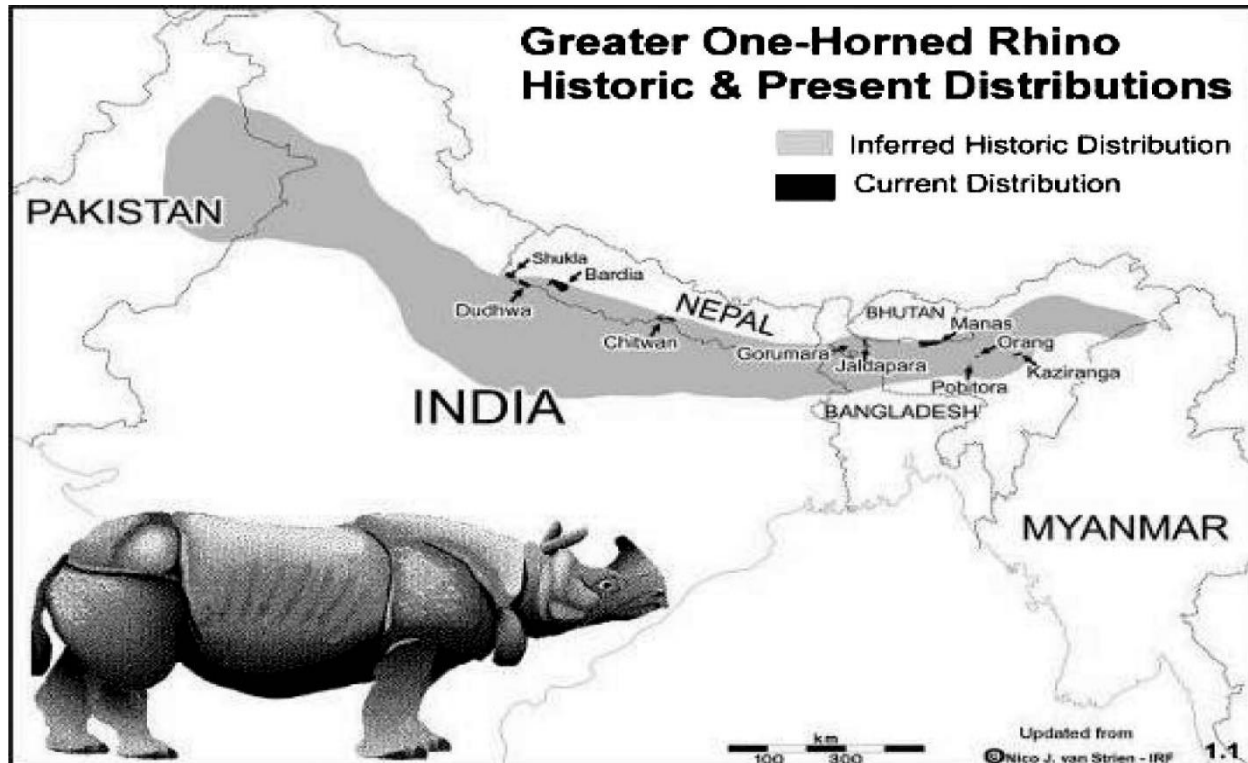 Greater One-Horned Rhino
Historic & Present Distributions
Inferred Historic Distribution
Current Distribution
PAKISTAN
Shukla
Bardia
Dudhwa
NEPAL
Chitwan
BHUTAN
Manas
Gorumara
Orang
Jaldapara
Kaziranga
Pobitora
INDIA
BANGLADESH
MYANMAR
km
100 300
Updated from
©Nico J. van Strien - IRF 1.1